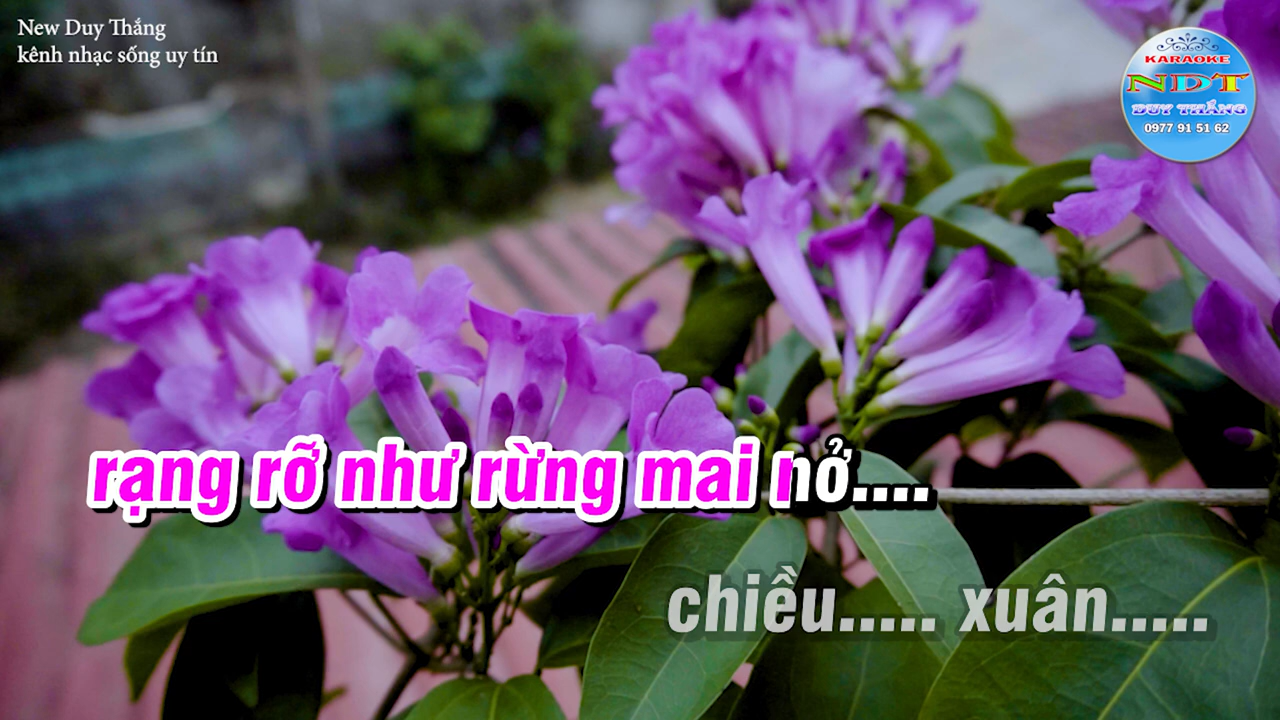 New Duy Thắng
kênh nhạc sống uy tín
KARAOKE
NDT
DUY THẮNG
0977 91 51 62
rạng rỡ như rừng mai nở....
chiều..... xuân.....